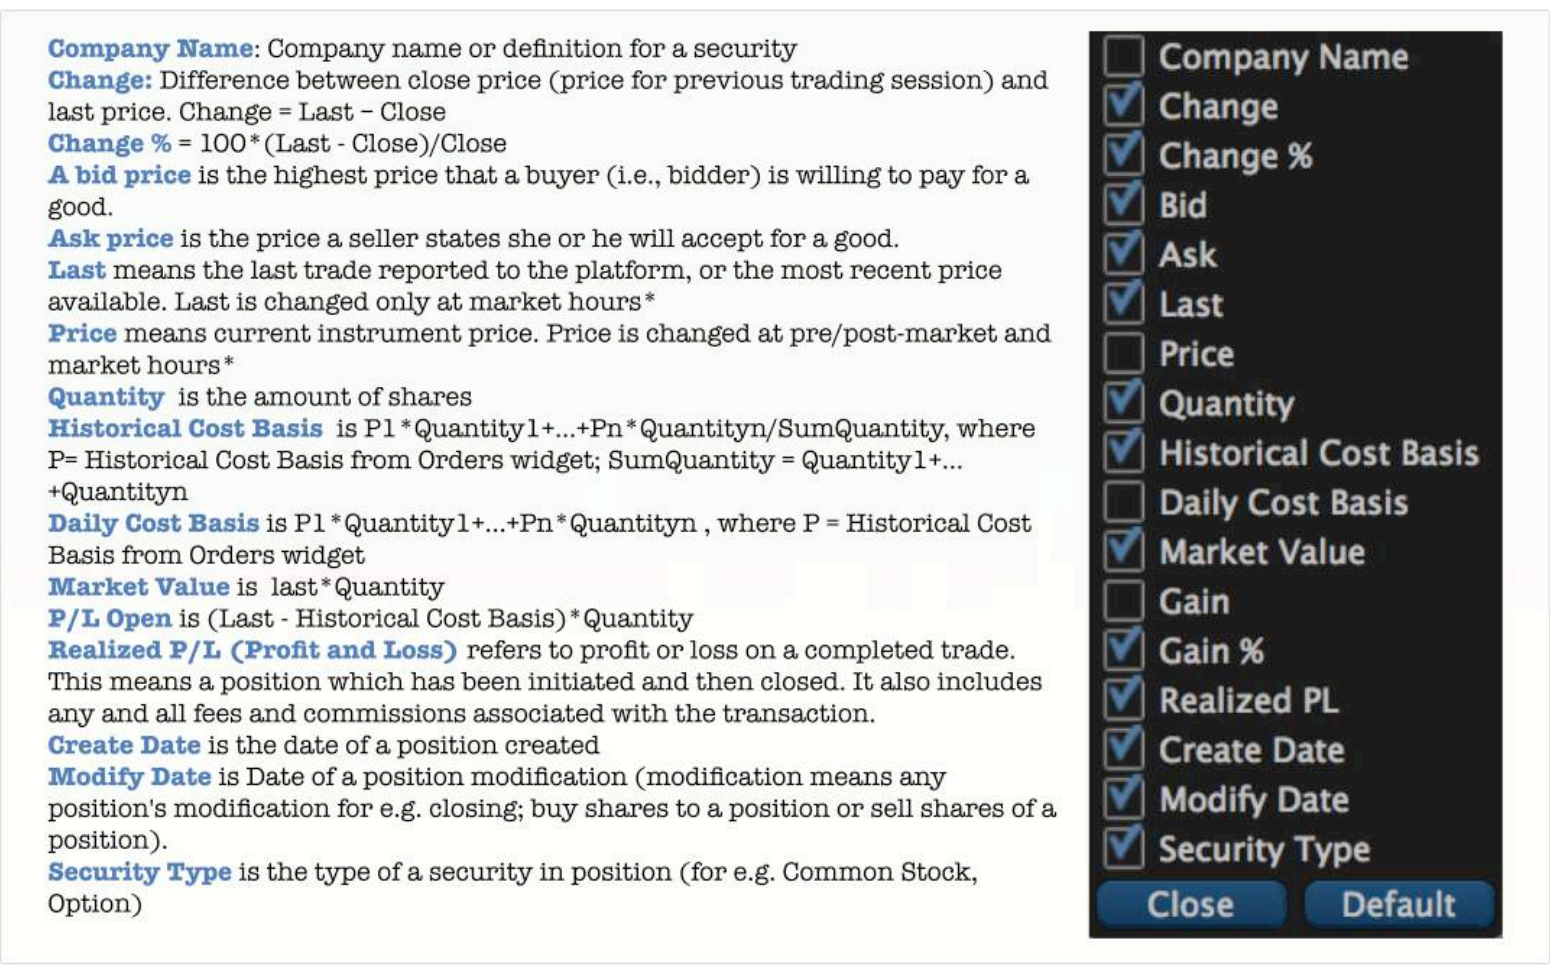 Company Name: Company name or definition for a security
Change: Difference between close price (price for previous trading session) and
last price. Change = Last – Close
Change % = 100*(Last - Close)/Close
A bid price is the highest price that a buyer (i.e., bidder) is willing to pay for a
good.
Ask price is the price a seller states she or he will accept for a good.
Last means the last trade reported to the platform, or the most recent price
available. Last is changed only at market hours*
Price means current instrument price. Price is changed at pre/post-market and
market hours*
Quantity is the amount of shares
Historical Cost Basis is P1*Quantity1+...+Pn*Quantityn/SumQuantity, where
P= Historical Cost Basis from Orders widget; SumQuantity = Quantity1+...
+Quantityn
Daily Cost Basis is P1*Quantity1+...+Pn*Quantityn , where P = Historical Cost
Basis from Orders widget
Market Value is last*Quantity
P/L Open is (Last - Historical Cost Basis)*Quantity
Realized P/L (Profit and Loss) refers to profit or loss on a completed trade.
This means a position which has been initiated and then closed. It also includes
any and all fees and commissions associated with the transaction.
Create Date is the date of a position created
Modify Date is Date of a position modification (modification means any
position's modification for e.g. closing; buy shares to a position or sell shares of a
position).
Security Type is the type of a security in position (for e.g. Common Stock,
Option)
Company Name
Change
Change %
Bid
Ask
Last
Price
Quantity
Historical Cost Basis
Daily Cost Basis
Market Value
Gain
Gain %
Realized PL
Create Date
Modify Date
Security Type
Close Default